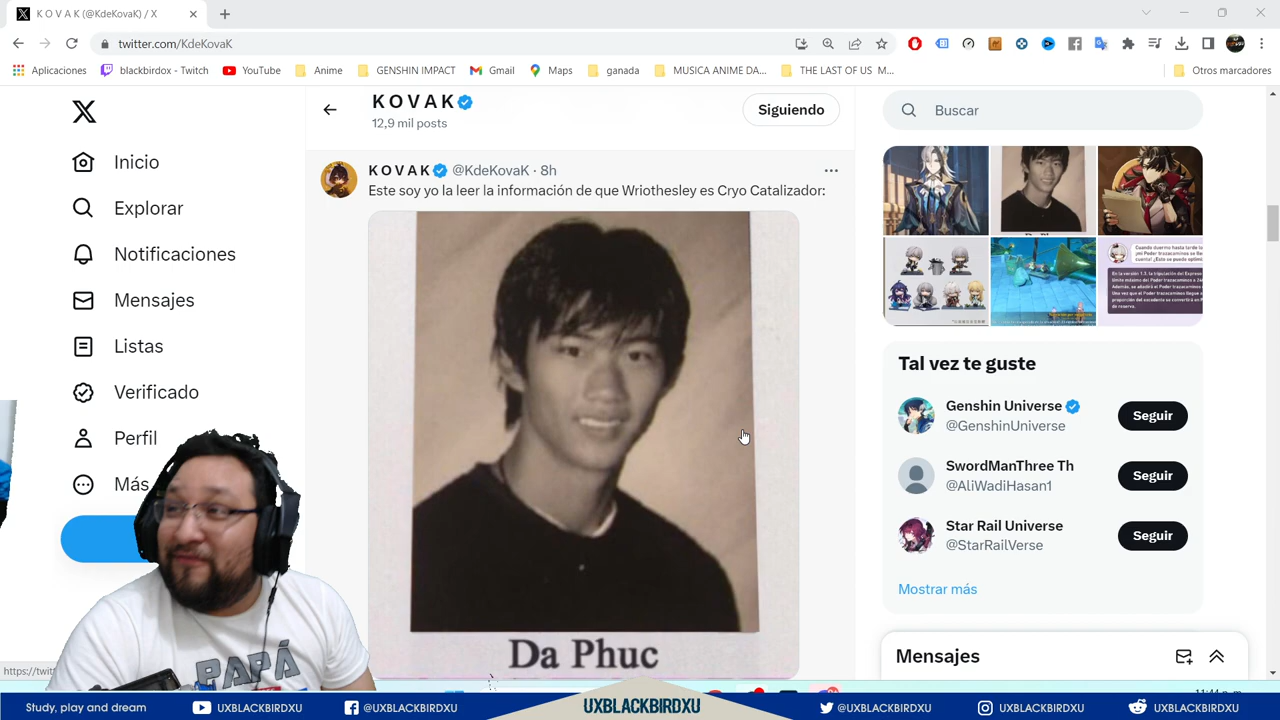 K O V A K (@KdeKovaK) / X
twitter.com/KdeKovaK
Aplicaciones
blackbirdox - Twitch
YouTube
Anime
GENSHIN IMPACT
Gmail
Maps
ganada
MUSICA ANIME DA...
THE LAST OF US M...
Otros marcadores
Inicio
Explorar
Notificaciones
Mensajes
Listas
Verificado
Perfil
Más
K O V A K
12,9 mil posts
Siguiendo
K O V A K @KdeKovaK · 8h
Este soy yo la leer la información de que Wriothesley es Cryo Catalizador:
Da Phuc
Buscar
Tal vez te guste
Genshin Universe
@GenshinUniverse
Seguir
SwordManThree Th
@AliWadiHasan1
Seguir
Star Rail Universe
@StarRailVerse
Seguir
Mostrar más
Mensajes
https://twit
PAPÁ
Study, play and dream
UXBLACKBIRDXU
@UXBLACKBIRDXU
UXBLACKBIRDXU
@UXBLACKBIRDXU
UXBLACKBIRDXU
UXBLACKBIRDXU